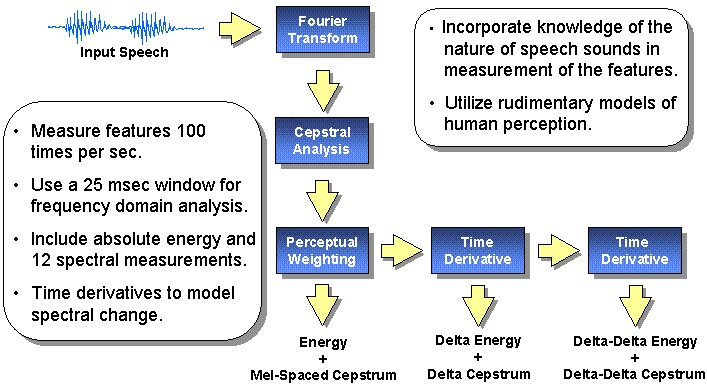 Input Speech
Fourier
Transform
• Incorporate knowledge of the
nature of speech sounds in
measurement of the features.
• Utilize rudimentary models of
human perception.
• Measure features 100
times per sec.
• Use a 25 msec window for
frequency domain analysis.
• Include absolute energy and
12 spectral measurements.
• Time derivatives to model
spectral change.
Cepstral
Analysis
Perceptual
Weighting
Time
Derivative
Time
Derivative
Energy
+
Mel-Spaced Cepstrum
Delta Energy
+
Delta Cepstrum
Delta-Delta Energy
+
Delta-Delta Cepstrum